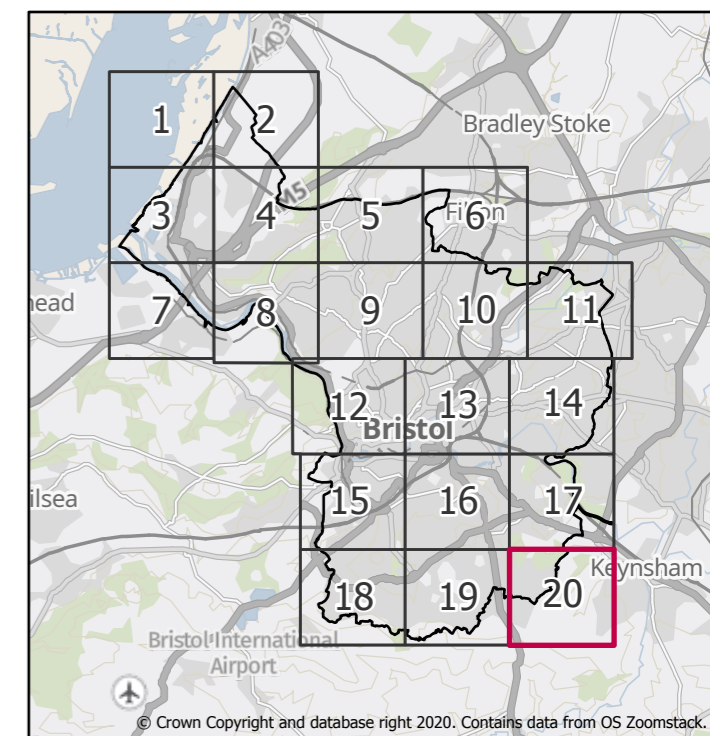 A403
1
2
Bradley Stoke
M5
3
4
5
Filton
6
head
7
8
9
10
11
12
13
14
Bristol
ilsea
15
16
17
Keynsham
18
19
20
Bristol International
Airport
© Crown Copyright and database right 2020. Contains data from OS Zoomstack.